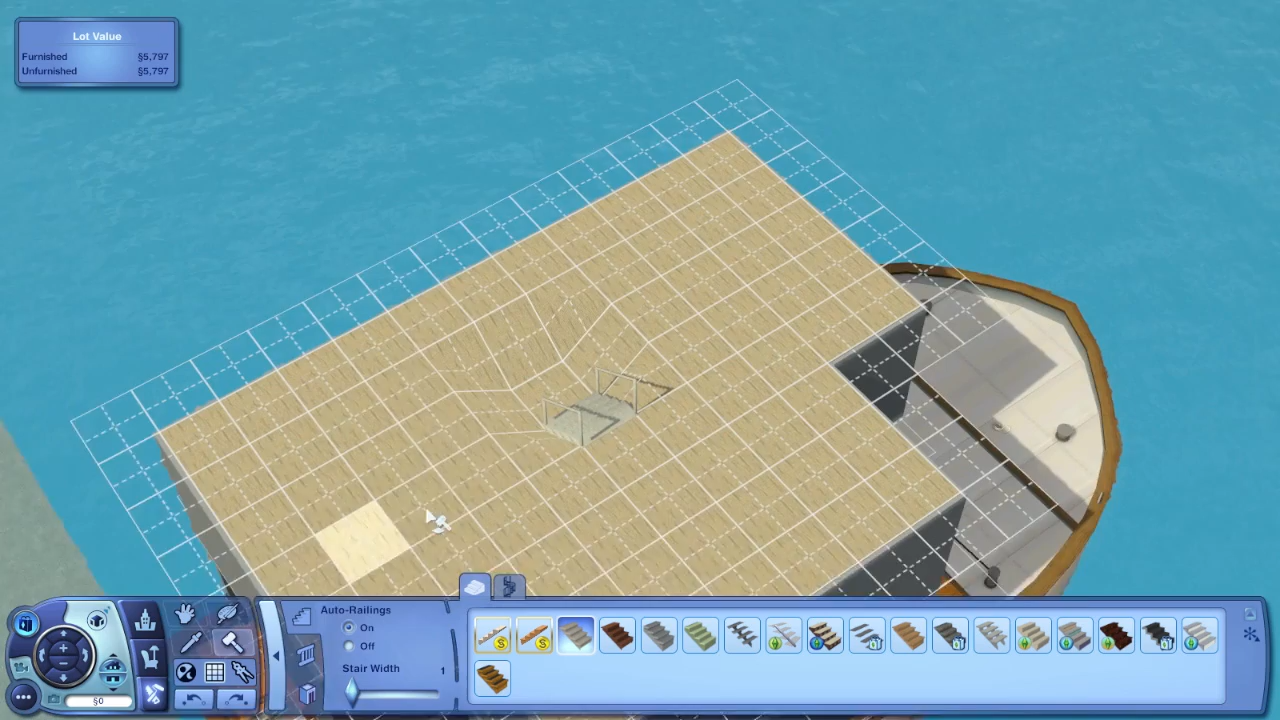 Lot Value
Furnished §5,797
Unfurnished §5,797
Auto-Railings
On
Off
Stair Width 1
§0